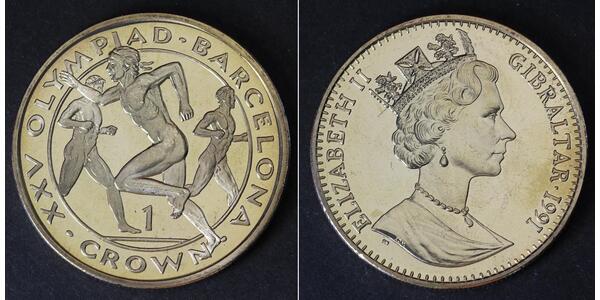 XXV OLYMPIAD · BARCELONA
1
· CROWN ·
ELIZABETH II
GIBRALTAR · 1991